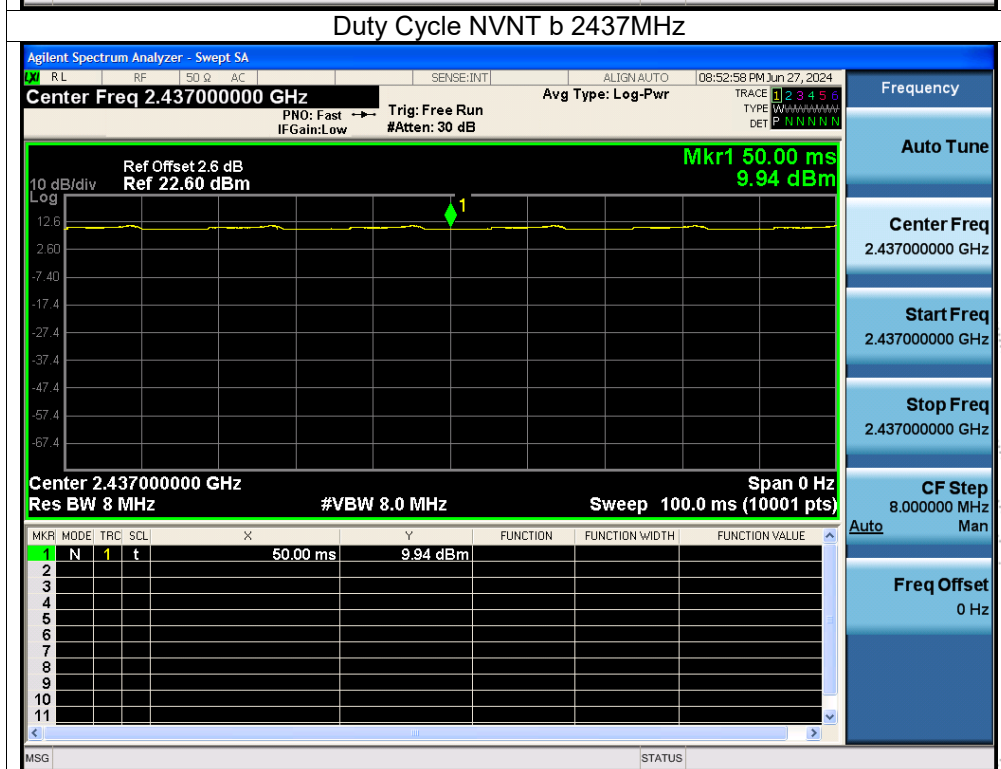 Duty Cycle NVNT b 2437MHz
Agilent Spectrum Analyzer - Swept SA
LXI RL RF 50 Ω AC SENSE:INT ALIGN AUTO 08:52:58 PM Jun 27, 2024
Center Freq 2.437000000 GHz Avg Type: Log-Pwr TRACE 1 2 3 4 5 6
PNO: Fast Trig: Free Run TYPE WWWWWW
IFGain:Low #Atten: 30 dB DET P N N N N N
Mkr1 50.00 ms
Ref Offset 2.6 dB
10 dB/div Ref 22.60 dBm 9.94 dBm
Log
1
12.6
2.60
-7.40
-17.4
-27.4
-37.4
-47.4
-57.4
-67.4
Center 2.437000000 GHz Span 0 Hz
Res BW 8 MHz #VBW 8.0 MHz Sweep 100.0 ms (10001 pts)
MKR MODE TRC SCL X Y FUNCTION FUNCTION WIDTH FUNCTION VALUE
1 N 1 t 50.00 ms 9.94 dBm
2
3
4
5
6
7
8
9
10
11
MSG STATUS
Frequency
Auto Tune
Center Freq
2.437000000 GHz
Start Freq
2.437000000 GHz
Stop Freq
2.437000000 GHz
CF Step
8.000000 MHz
Auto Man
Freq Offset
0 Hz